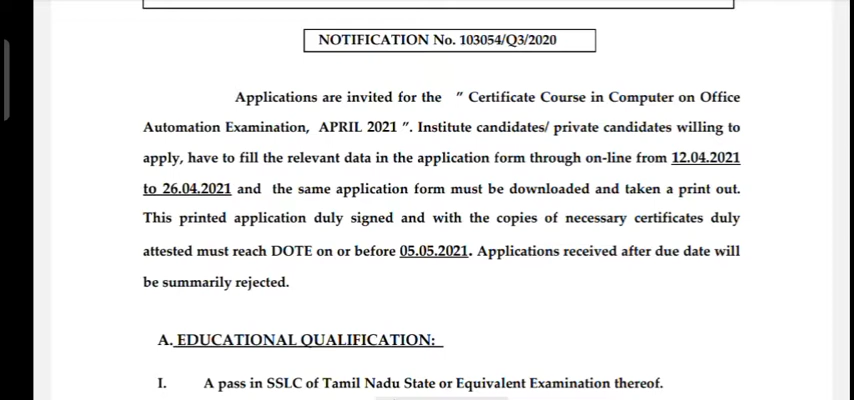 NOTIFICATION No. 103054/Q3/2020
Applications are invited for the " Certificate Course in Computer on Office
Automation Examination, APRIL 2021 ". Institute candidates/ private candidates willing to
apply, have to fill the relevant data in the application form through on-line from 12.04.2021
to 26.04.2021 and the same application form must be downloaded and taken a print out.
This printed application duly signed and with the copies of necessary certificates duly
attested must reach DOTE on or before 05.05.2021. Applications received after due date will
be summarily rejected.
A. EDUCATIONAL QUALIFICATION:
I. A pass in SSLC of Tamil Nadu State or Equivalent Examination thereof.